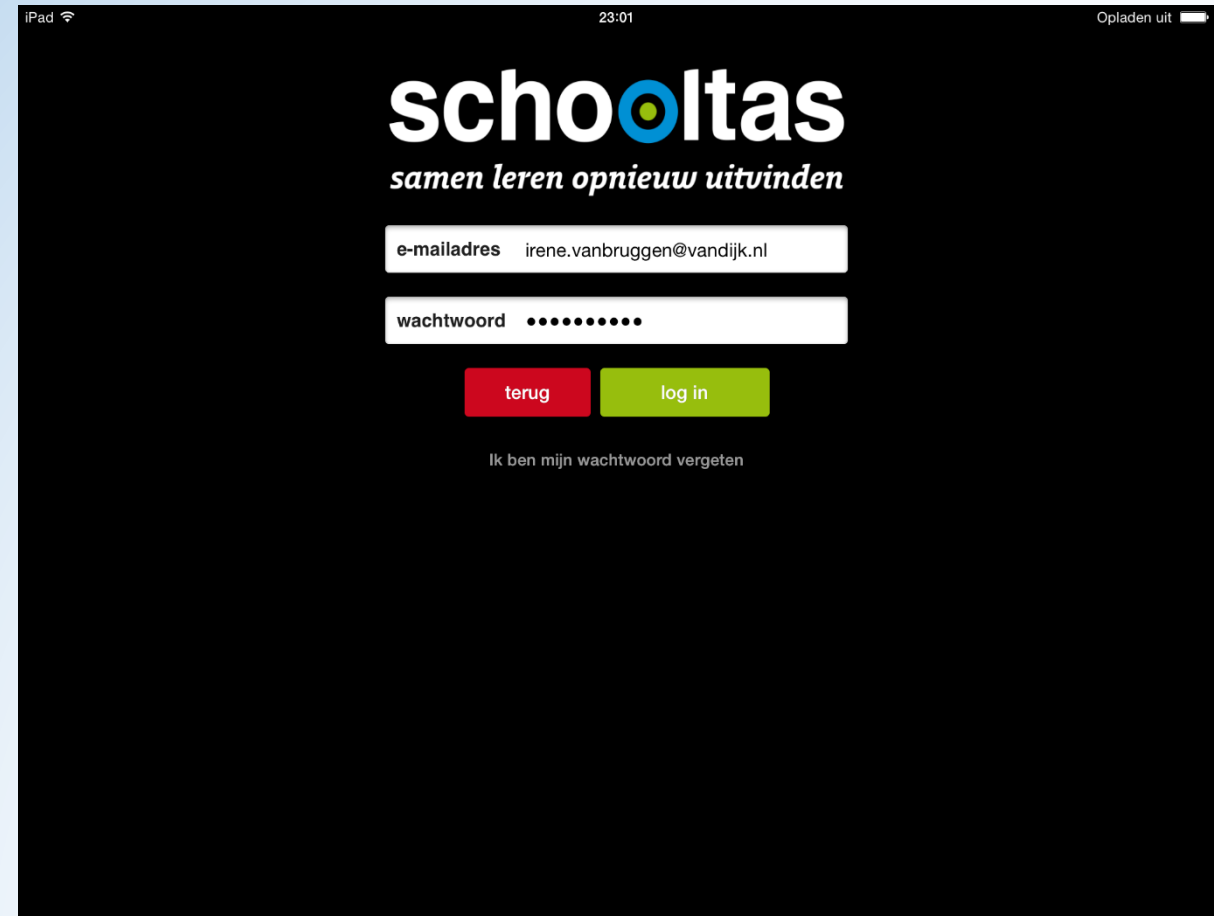 iPad 23:01 Opladen uit
schooltas
samen leren opnieuw uitvinden
e-mailadres irene.vanbruggen@vandijk.nl
wachtwoord ••••••••••
terug log in
Ik ben mijn wachtwoord vergeten